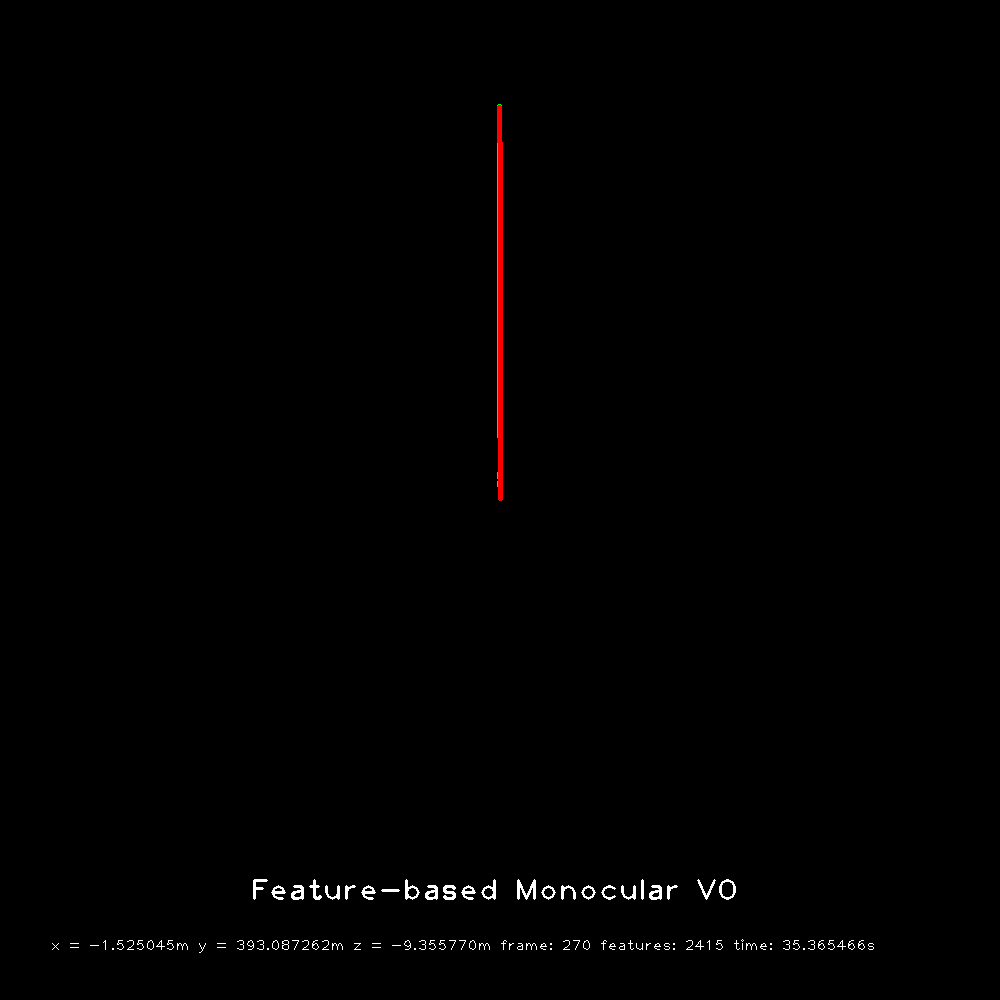 Feature-based Monocular VO
x = -1.525045m y = 393.087262m z = -9.355770m frame: 270 features: 2415 time: 35.365466s